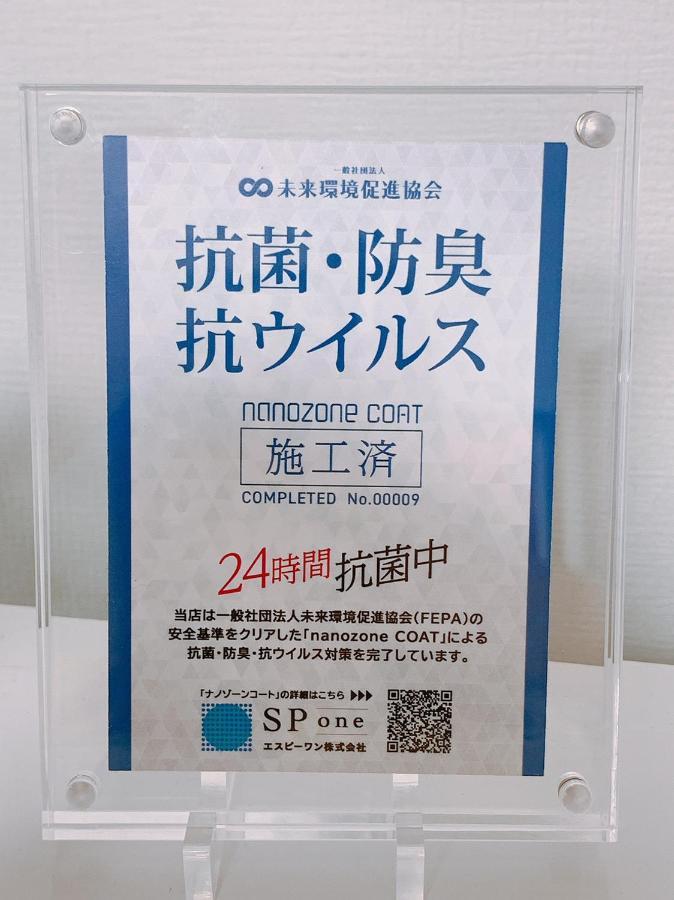 一般社団法人
未来環境促進協会
抗菌・防臭
抗ウイルス
nanozone COAT
施工済
COMPLETED No.00009
24時間抗菌中
当店は一般社団法人未来環境促進協会(FEPA)の
安全基準をクリアした「nanozone COAT」による
抗菌・防臭・抗ウイルス対策を完了しています。
「ナノゾーンコート」の詳細はこちら ▶▶▶
SP one
エスピーワン株式会社